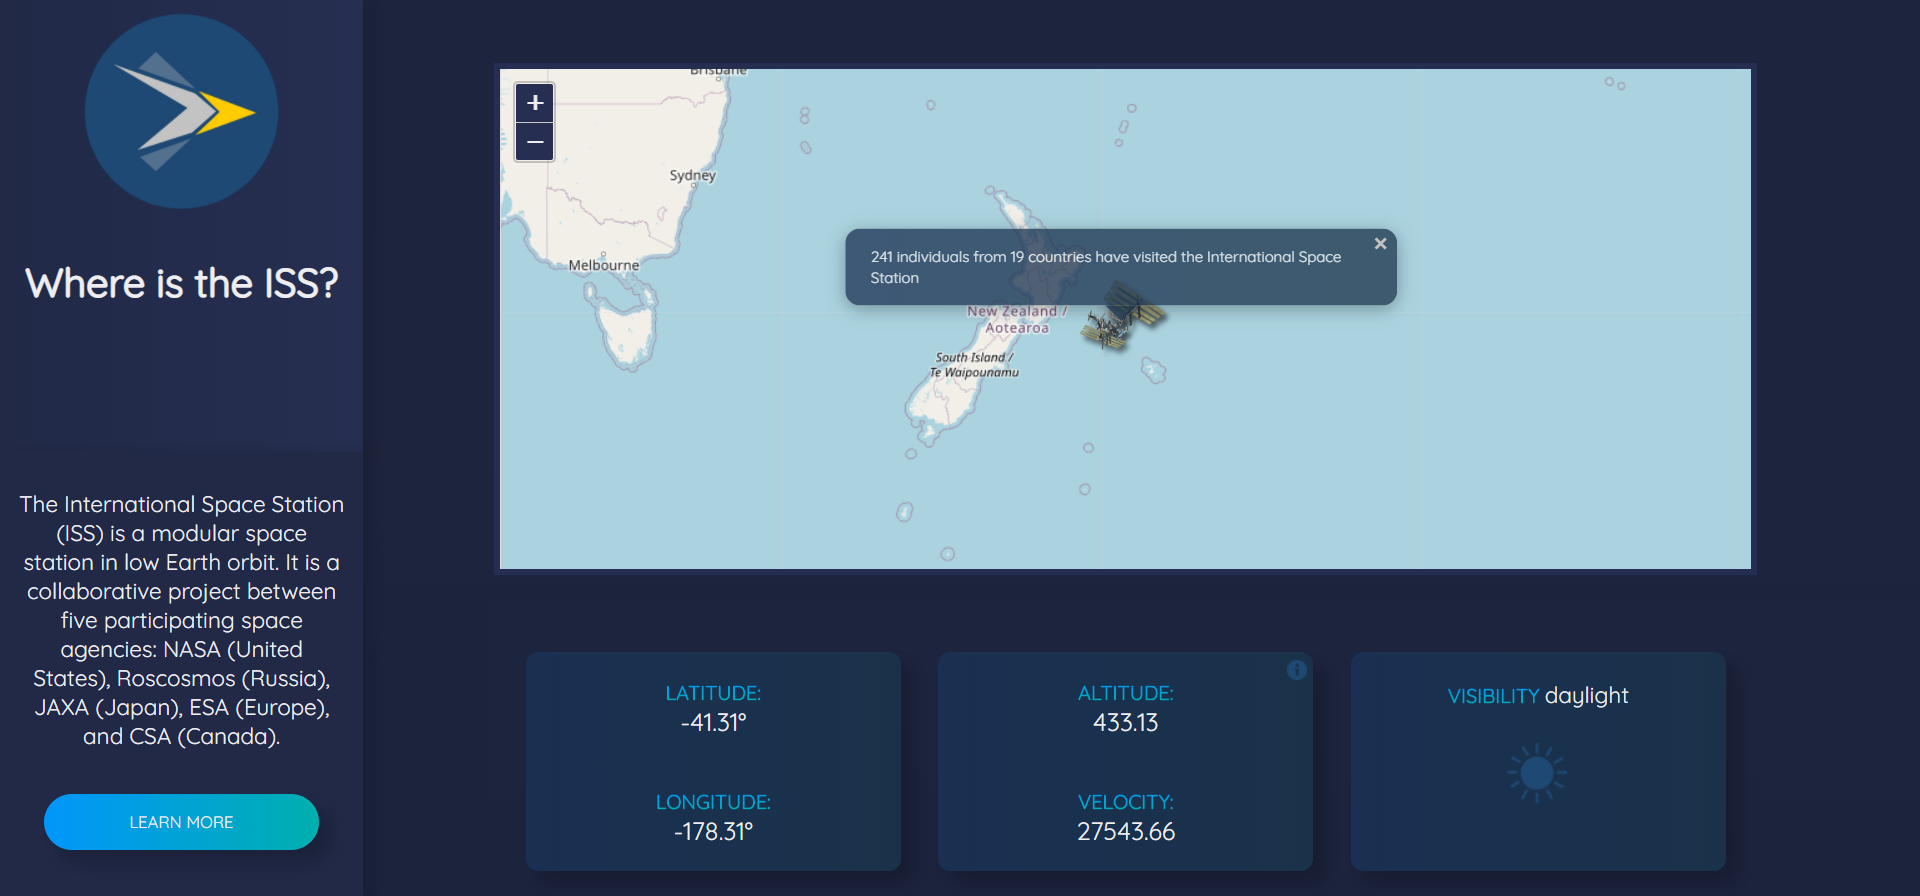 Where is the ISS?
The International Space Station
(ISS) is a modular space
station in low Earth orbit. It is a
collaborative project between
five participating space
agencies: NASA (United
States), Roscosmos (Russia),
JAXA (Japan), ESA (Europe),
and CSA (Canada).
LEARN MORE
+
−
Brisbane
Sydney
Melbourne
241 individuals from 19 countries have visited the International Space
Station
×
New Zealand /
Aotearoa
South Island /
Te Waipounamu
LATITUDE:
-41.31°
LONGITUDE:
-178.31°
ALTITUDE:
433.13
VELOCITY:
27543.66
VISIBILITY daylight